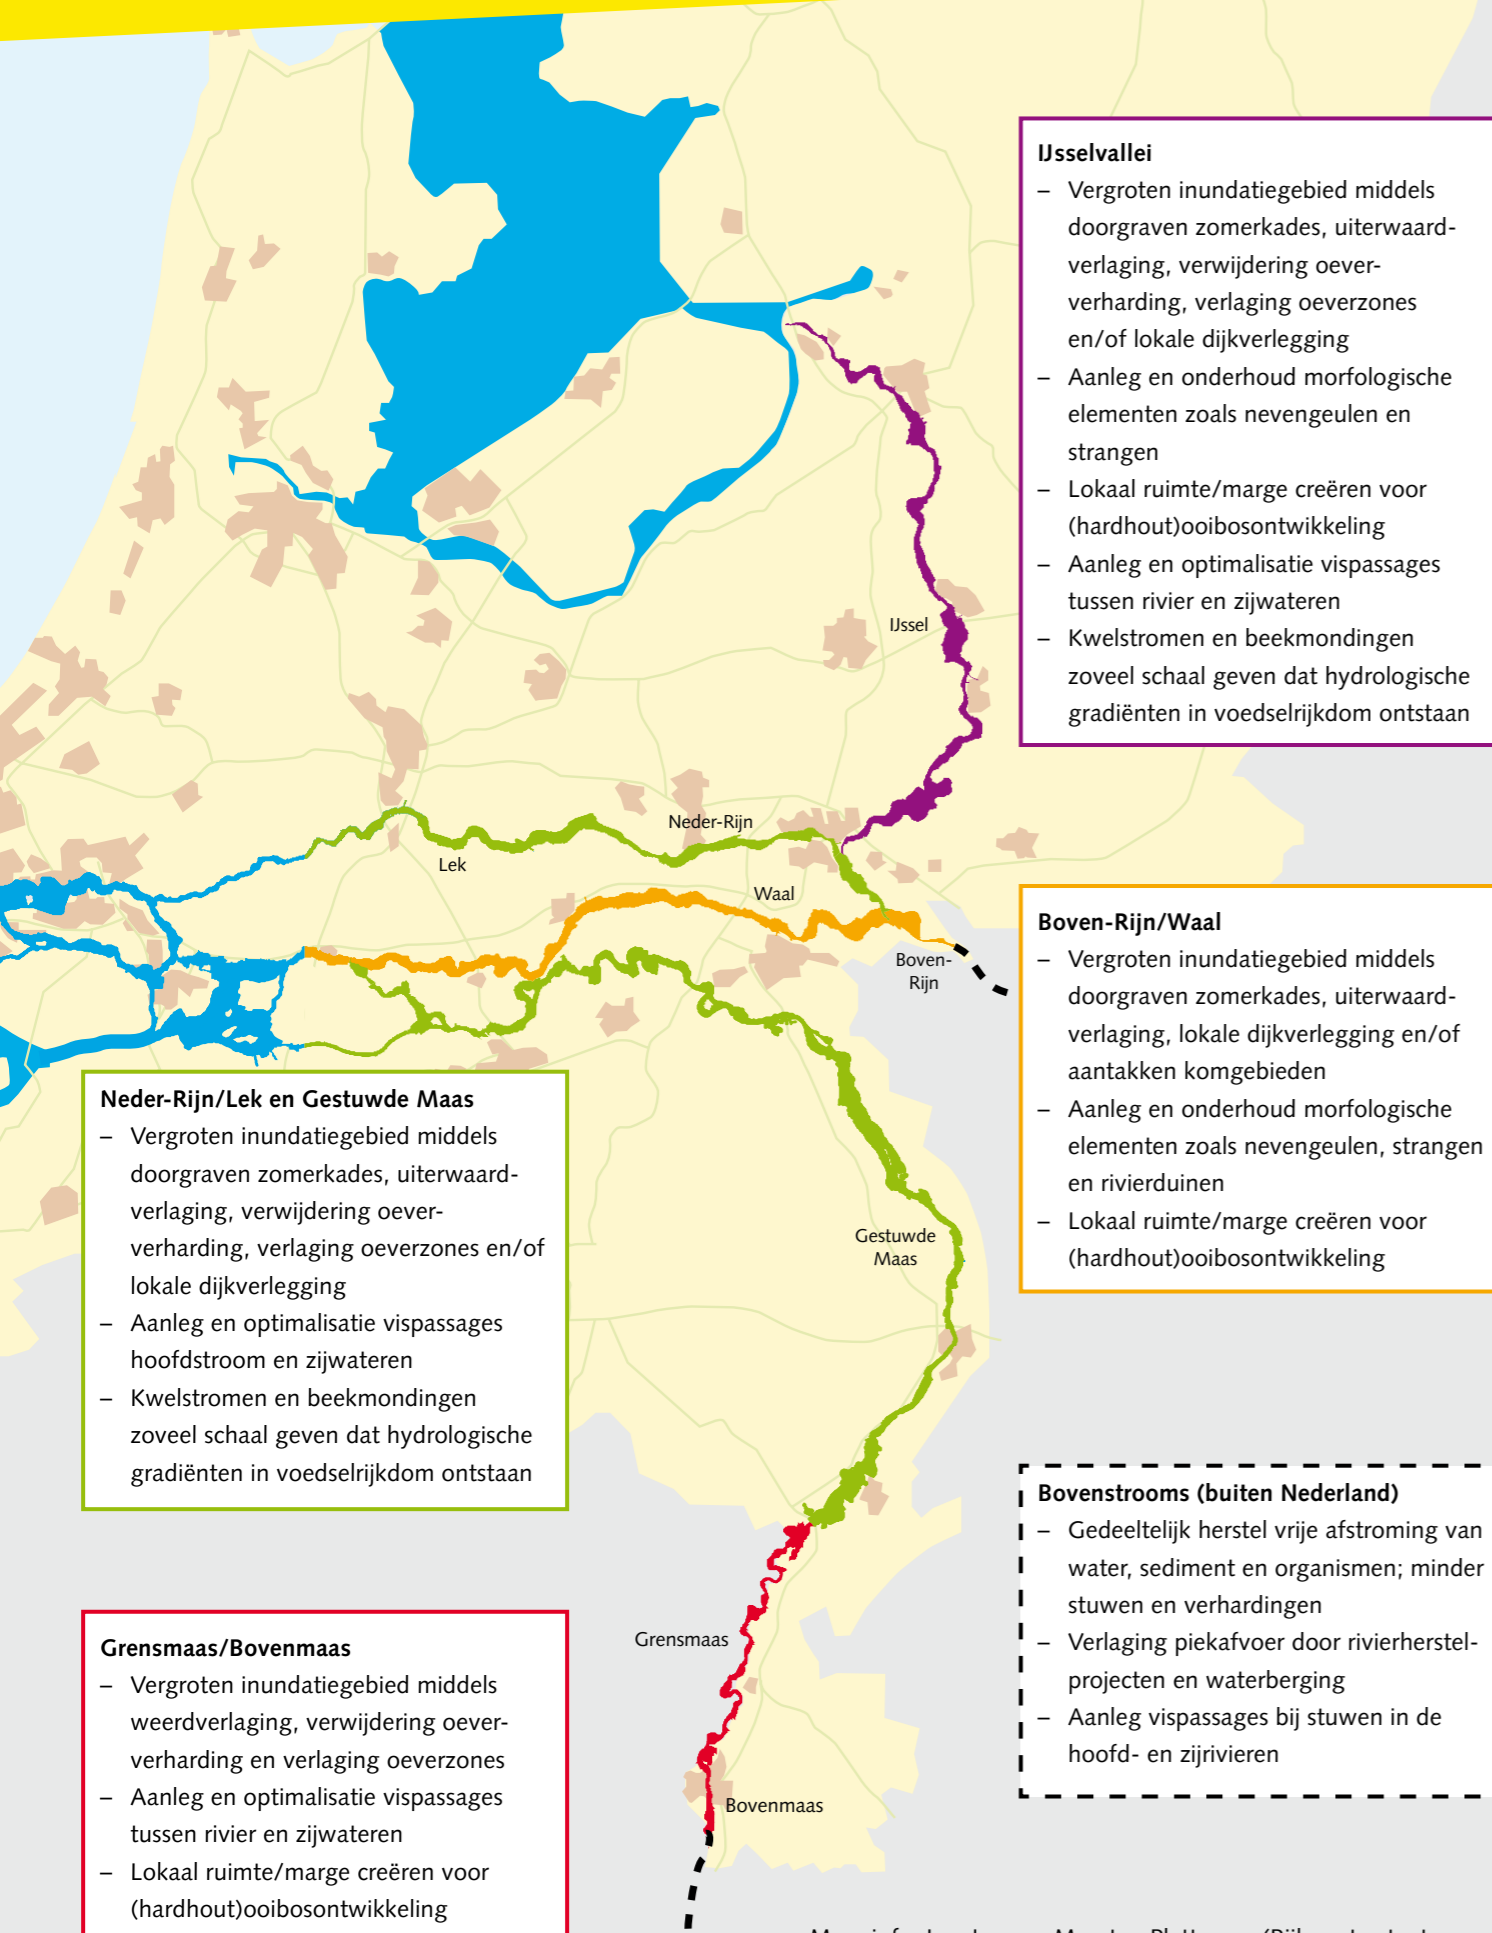 IJsselvallei
– Vergroten inundatiegebied middels
doorgraven zomerkades, uiterwaard-
verlaging, verwijdering oever-
verharding, verlaging oeverzones
en/of lokale dijkverlegging
– Aanleg en onderhoud morfologische
elementen zoals nevengeulen en
strangen
– Lokaal ruimte/marge creëren voor
(hardhout)ooibosontwikkeling
– Aanleg en optimalisatie vispassages
tussen rivier en zijwateren
– Kwelstromen en beekmondingen
zoveel schaal geven dat hydrologische
gradiënten in voedselrijkdom ontstaan
IJssel
Neder-Rijn
Lek
Waal
Boven-
Rijn
Boven-Rijn/Waal
– Vergroten inundatiegebied middels
doorgraven zomerkades, uiterwaard-
verlaging, lokale dijkverlegging en/of
aantakken komgebieden
– Aanleg en onderhoud morfologische
elementen zoals nevengeulen, strangen
en rivierduinen
– Lokaal ruimte/marge creëren voor
(hardhout)ooibosontwikkeling
Neder-Rijn/Lek en Gestuwde Maas
– Vergroten inundatiegebied middels
doorgraven zomerkades, uiterwaard-
verlaging, verwijdering oever-
verharding, verlaging oeverzones en/of
lokale dijkverlegging
– Aanleg en optimalisatie vispassages
hoofdstroom en zijwateren
– Kwelstromen en beekmondingen
zoveel schaal geven dat hydrologische
gradiënten in voedselrijkdom ontstaan
Gestuwde
Maas
Bovenstrooms (buiten Nederland)
– Gedeeltelijk herstel vrije afstroming van
water, sediment en organismen; minder
stuwen en verhardingen
– Verlaging piekafvoer door rivierherstel-
projecten en waterberging
– Aanleg vispassages bij stuwen in de
hoofd- en zijrivieren
Grensmaas
Bovenmaas
Grensmaas/Bovenmaas
– Vergroten inundatiegebied middels
weerdverlaging, verwijdering oever-
verharding en verlaging oeverzones
– Aanleg en optimalisatie vispassages
tussen rivier en zijwateren
– Lokaal ruimte/marge creëren voor
(hardhout)ooibosontwikkeling